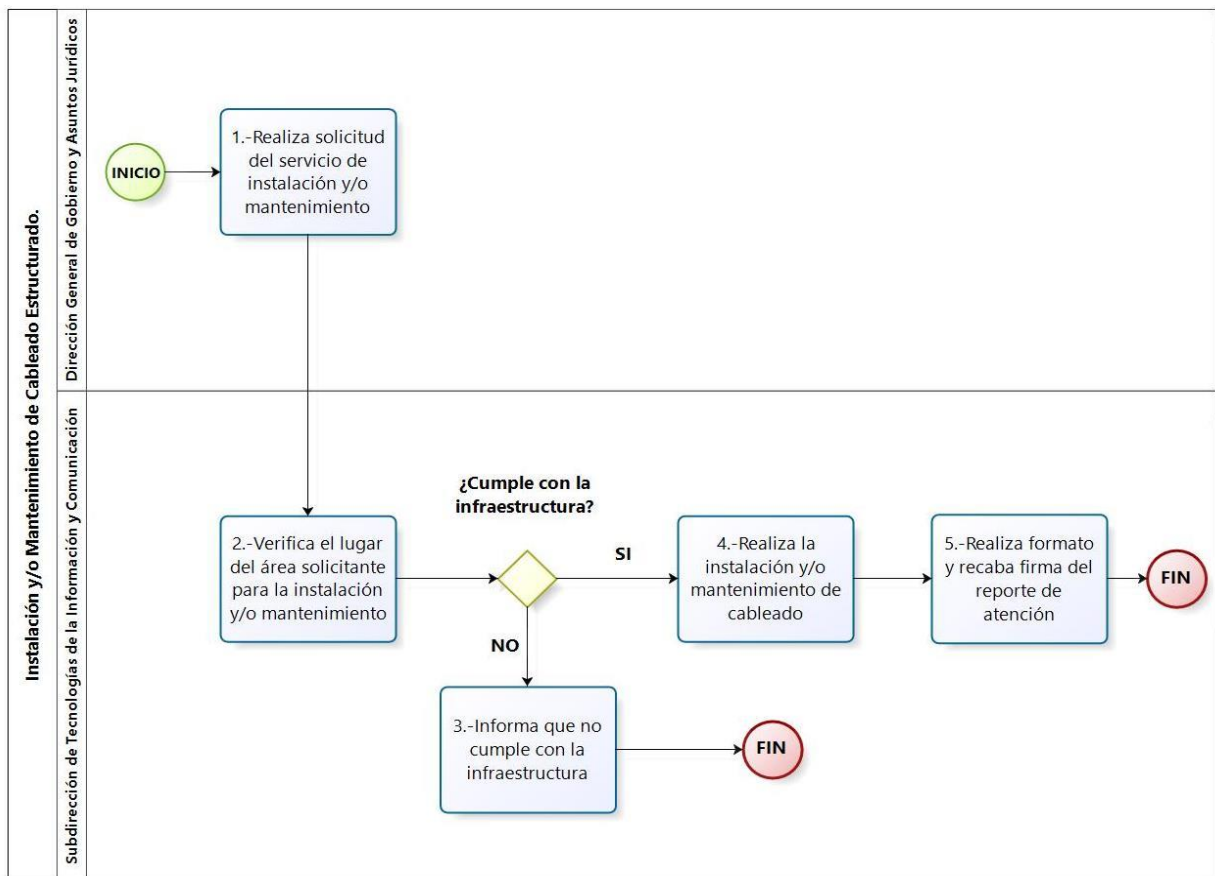 Instalación y/o Mantenimiento de Cableado Estructurado.
Dirección General de Gobierno y Asuntos Jurídicos
INICIO
1.-Realiza solicitud
del servicio de
instalación y/o
mantenimiento
Subdirección de Tecnologías de la Información y Comunicación
2.-Verifica el lugar
del área solicitante
para la instalación
y/o mantenimiento
¿Cumple con la
infraestructura?
SI
4.-Realiza la
instalación y/o
mantenimiento de
cableado
5.-Realiza formato
y recaba firma del
reporte de
atención
FIN
NO
3.-Informa que no
cumple con la
infraestructura
FIN